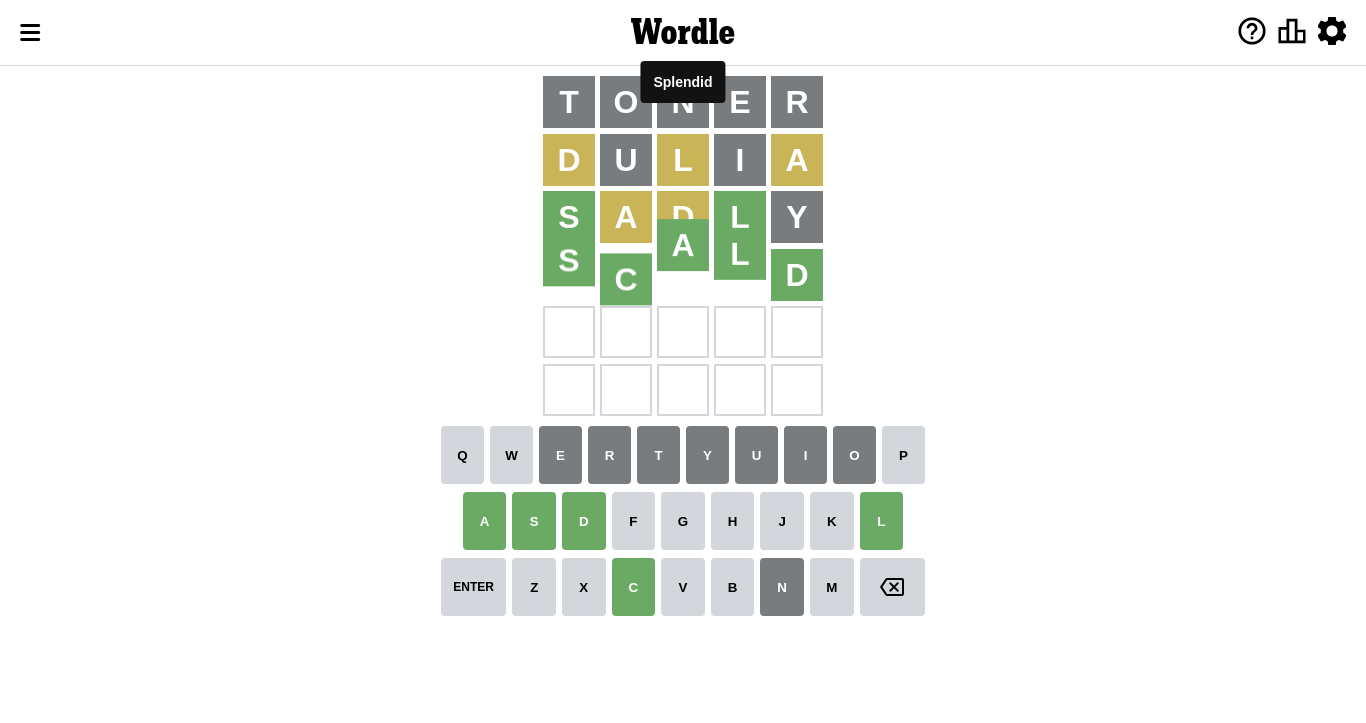 Wordle
Splendid
T O N E R
D U L I A
S A D L Y
S C A L D
Q W E R T Y U I O P
A S D F G H J K L
ENTER Z X C V B N M